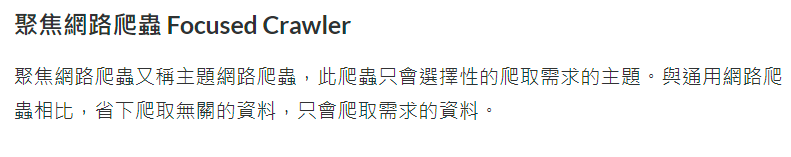 聚焦網路爬蟲 Focused Crawler
聚焦網路爬蟲又稱主題網路爬蟲，此爬蟲只會選擇性的爬取需求的主題。與通用網路爬
蟲相比，省下爬取無關的資料，只會爬取需求的資料。